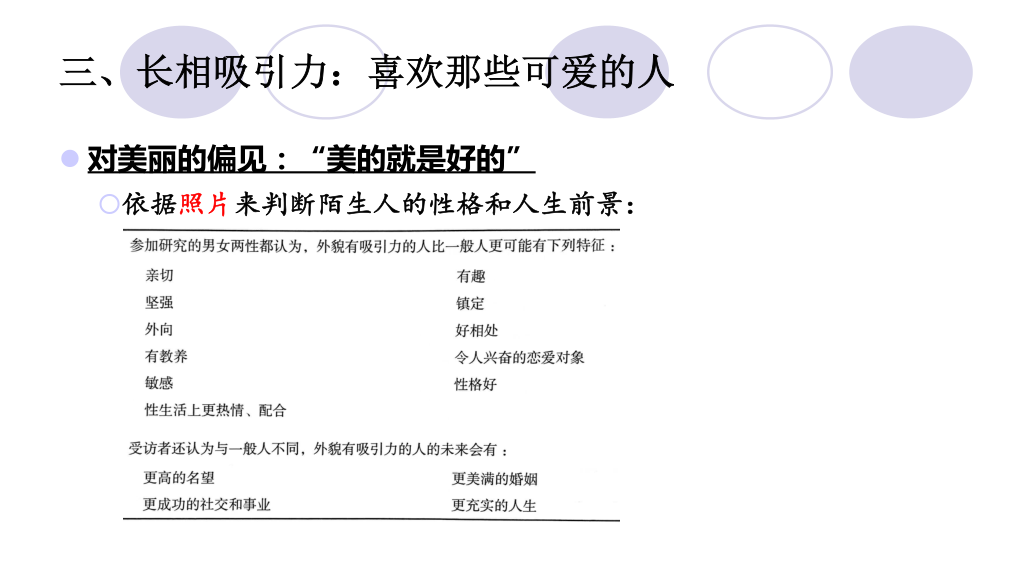 三、长相吸引力：喜欢那些可爱的人
对美丽的偏见：“美的就是好的”
依据照片来判断陌生人的性格和人生前景：
参加研究的男女两性都认为，外貌有吸引力的人比一般人更可能有下列特征：
亲切 有趣
坚强 镇定
外向 好相处
有教养 令人兴奋的恋爱对象
敏感 性格好
性生活上更热情、配合
受访者还认为与一般人不同，外貌有吸引力的人的未来会有：
更高的名望 更美满的婚姻
更成功的社交和事业 更充实的人生